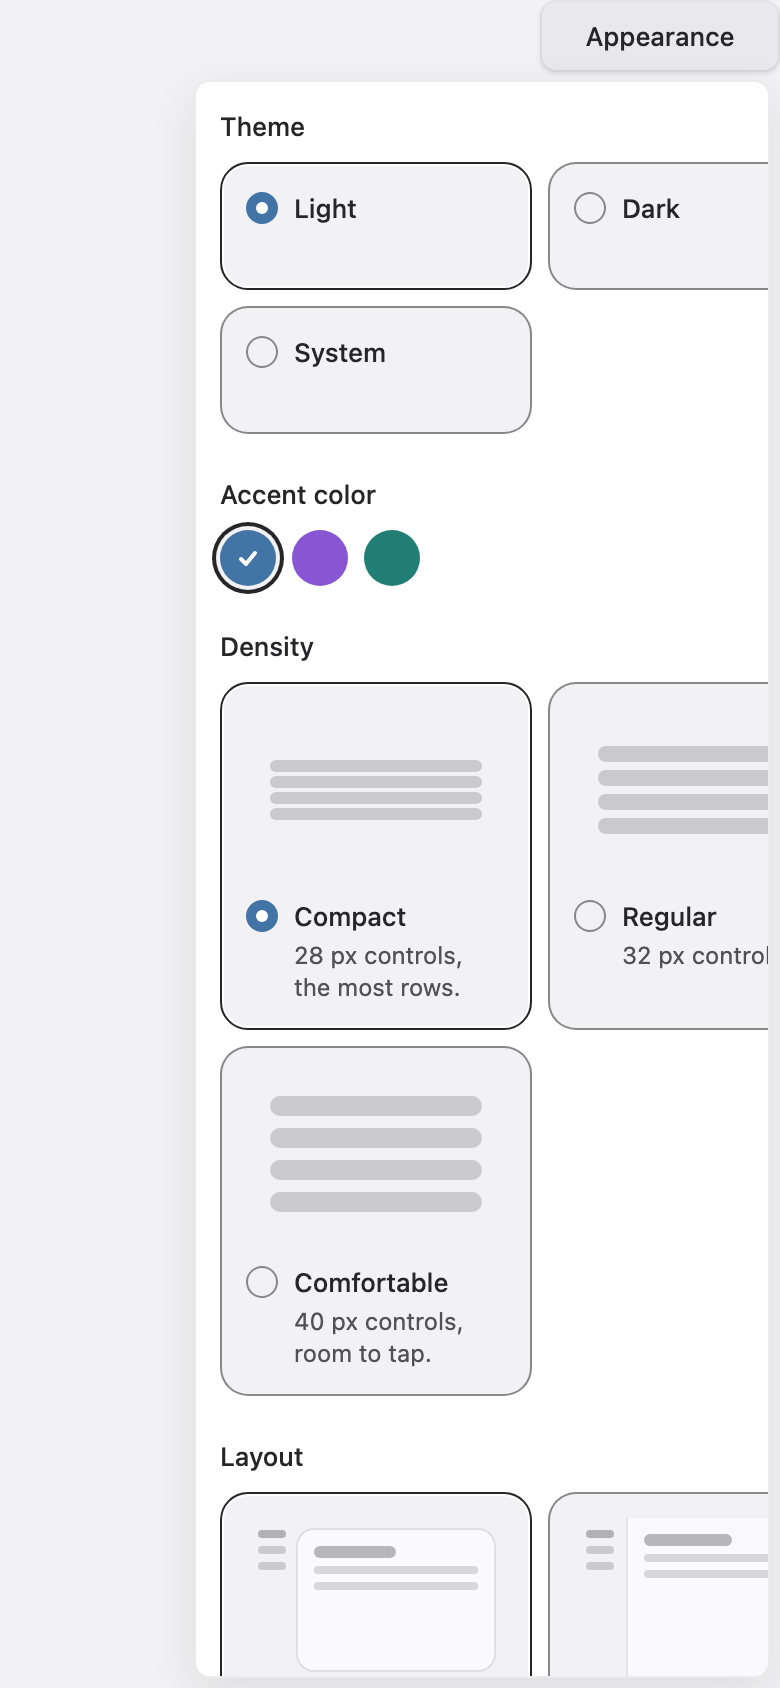 Appearance
Theme
Light
Dark
System
Accent color
Density
Compact
28 px controls,
the most rows.
Regular
32 px
Comfortable
40 px controls,
room to tap.
Layout